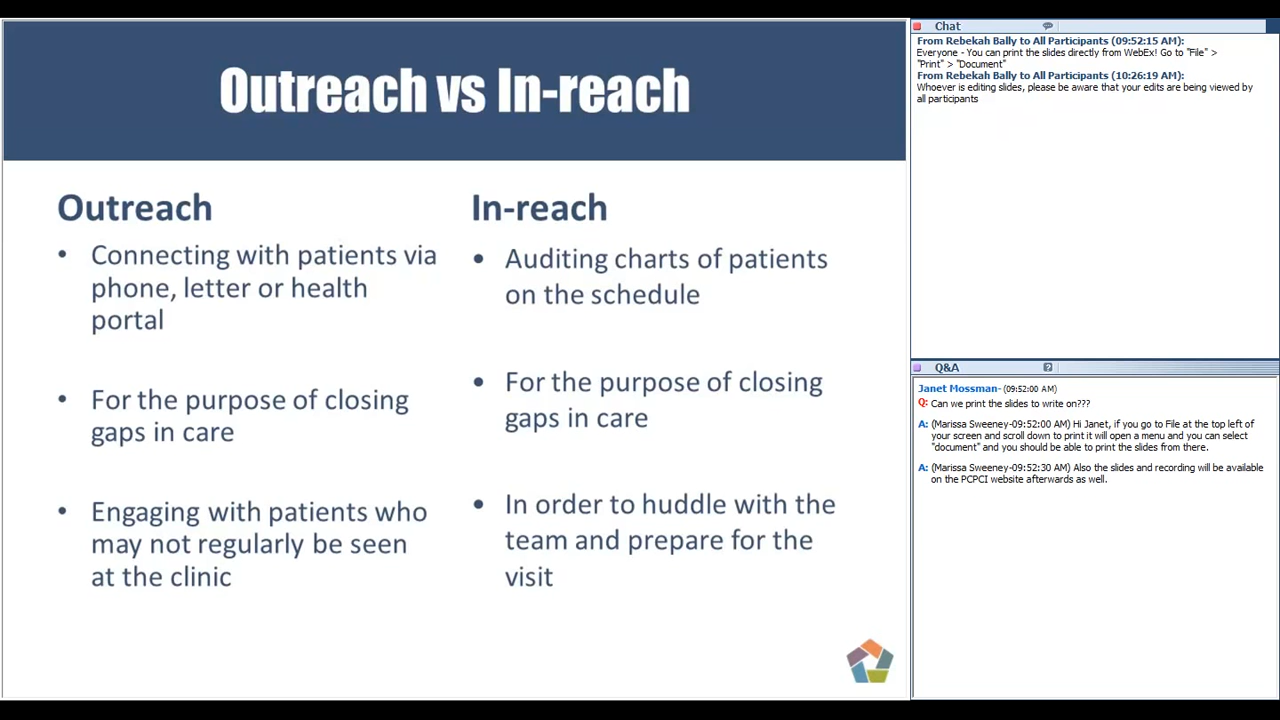 Outreach vs In-reach
Outreach
• Connecting with patients via
phone, letter or health
portal
• For the purpose of closing
gaps in care
• Engaging with patients who
may not regularly be seen
at the clinic
In-reach
• Auditing charts of patients
on the schedule
• For the purpose of closing
gaps in care
• In order to huddle with the
team and prepare for the
visit
Chat
From Rebekah Bally to All Participants (09:52:15 AM):
Everyone - You can print the slides directly from WebEx! Go to "File" >
"Print" > "Document"
From Rebekah Bally to All Participants (10:26:19 AM):
Whoever is editing slides, please be aware that your edits are being viewed by
all participants
Q&A
Janet Mossman- (09:52:00 AM)
Q: Can we print the slides to write on???
A: (Marissa Sweeney-09:52:00 AM) Hi Janet, if you go to File at the top left of
your screen and scroll down to print it will open a menu and you can select
"document" and you should be able to print the slides from there.
A: (Marissa Sweeney-09:52:30 AM) Also the slides and recording will be available
on the PCPCI website afterwards as well.